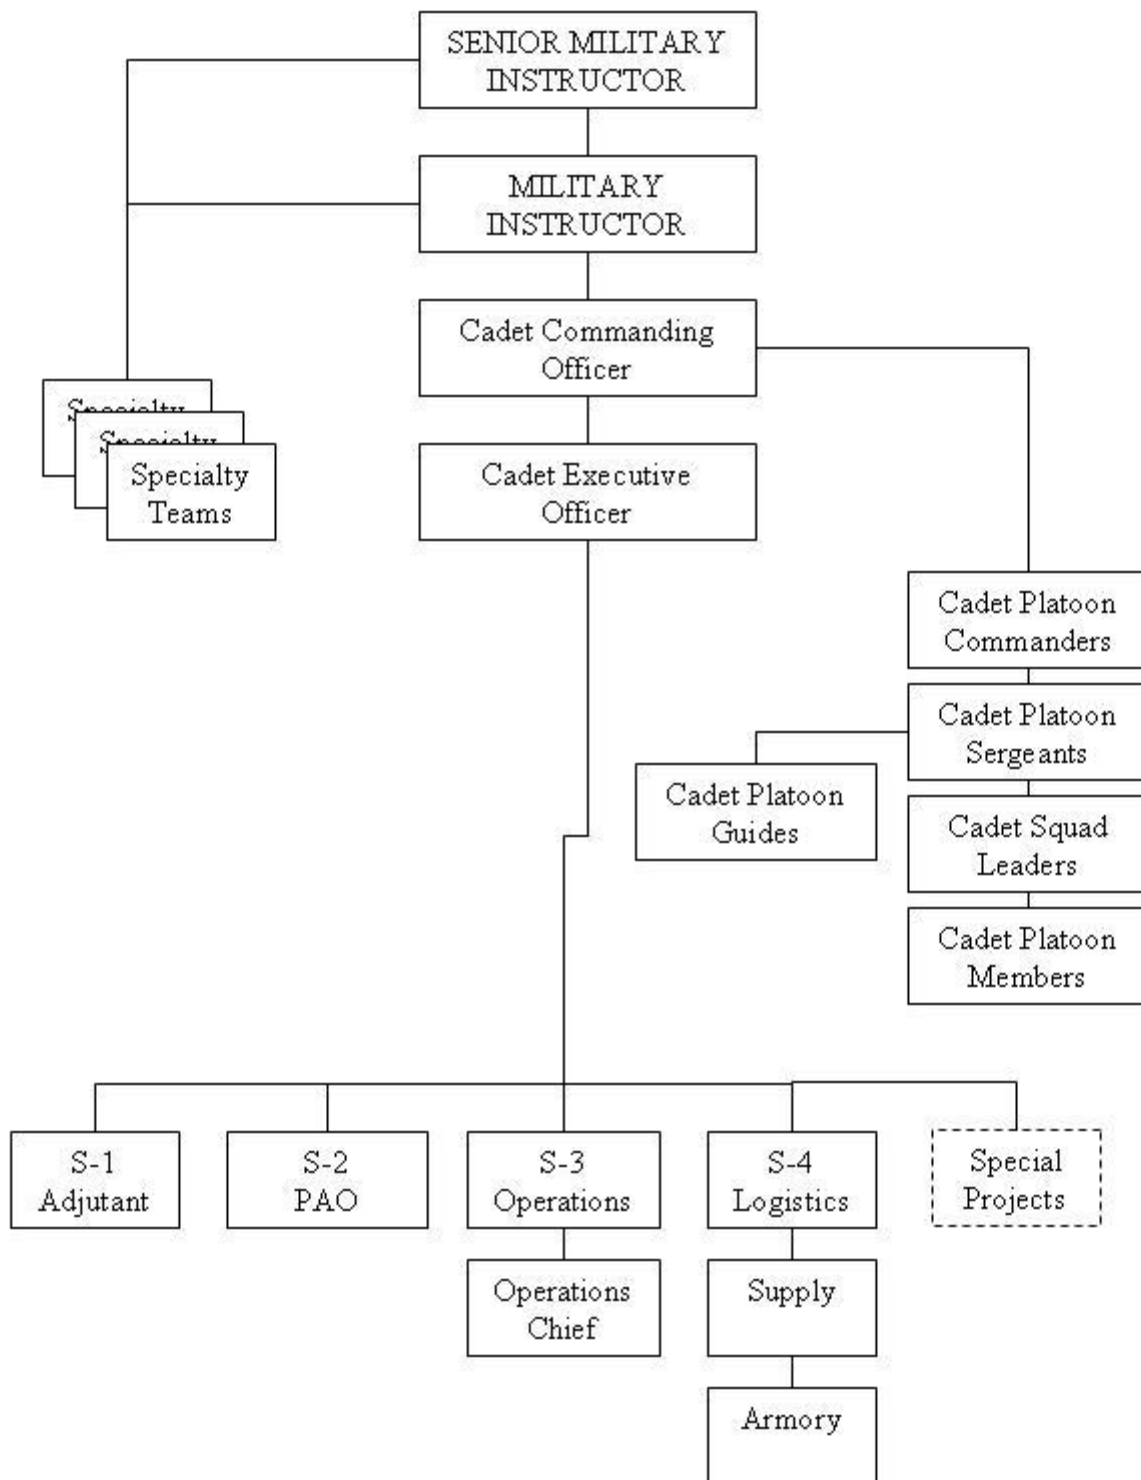 SENIOR MILITARY
INSTRUCTOR
MILITARY
INSTRUCTOR
Cadet Commanding
Officer
Specialty
Specialty
Specialty
Teams
Cadet Executive
Officer
Cadet Platoon
Commanders
Cadet Platoon
Sergeants
Cadet Platoon
Guides
Cadet Squad
Leaders
Cadet Platoon
Members
S-1
Adjutant
S-2
PAO
S-3
Operations
S-4
Logistics
Special
Projects
Operations
Chief
Supply
Armory